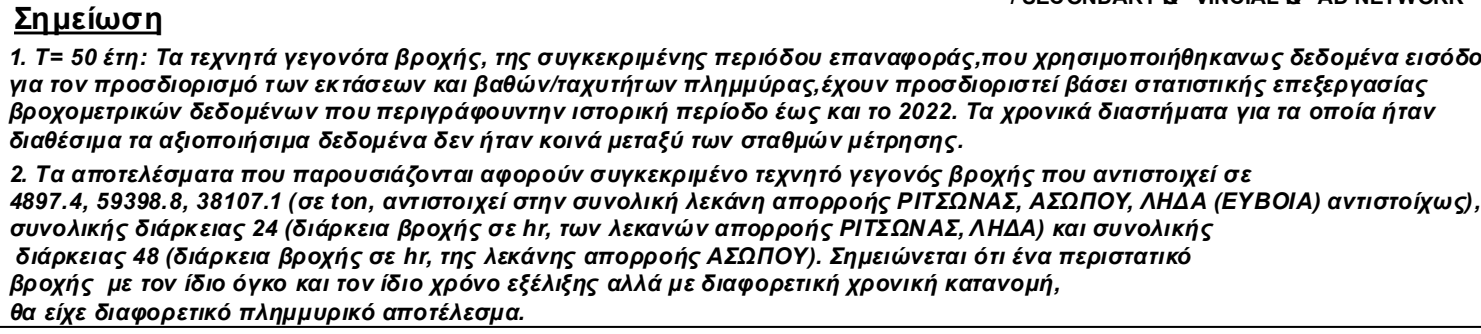 Σημείωση
1. Τ= 50 έτη: Τα τεχνητά γεγονότα βροχής, της συγκεκριμένης περιόδου επαναφοράς,που χρησιμοποιήθηκανως δεδομένα εισόδο
για τον προσδιορισμό των εκτάσεων και βαθών/ταχυτήτων πλημμύρας,έχουν προσδιοριστεί βάσει στατιστικής επεξεργασίας
βροχομετρικών δεδομένων που περιγράφουντην ιστορική περίοδο έως και το 2022. Τα χρονικά διαστήματα για τα οποία ήταν
διαθέσιμα τα αξιοποιήσιμα δεδομένα δεν ήταν κοινά μεταξύ των σταθμών μέτρησης.
2. Τα αποτελέσματα που παρουσιάζονται αφορούν συγκεκριμένο τεχνητό γεγονός βροχής που αντιστοιχεί σε
4897.4, 59398.8, 38107.1 (σε ton, αντιστοιχεί στην συνολική λεκάνη απορροής ΡΙΤΣΩΝΑΣ, ΑΣΩΠΟΥ, ΛΗΔΑ (ΕΥΒΟΙΑ) αντιστοίχως),
συνολικής διάρκειας 24 (διάρκεια βροχής σε hr, των λεκανών απορροής ΡΙΤΣΩΝΑΣ, ΛΗΔΑ) και συνολικής
διάρκειας 48 (διάρκεια βροχής σε hr, της λεκάνης απορροής ΑΣΩΠΟΥ). Σημειώνεται ότι ένα περιστατικό
βροχής με τον ίδιο όγκο και τον ίδιο χρόνο εξέλιξης αλλά με διαφορετική χρονική κατανομή,
θα είχε διαφορετικό πλημμυρικό αποτέλεσμα.